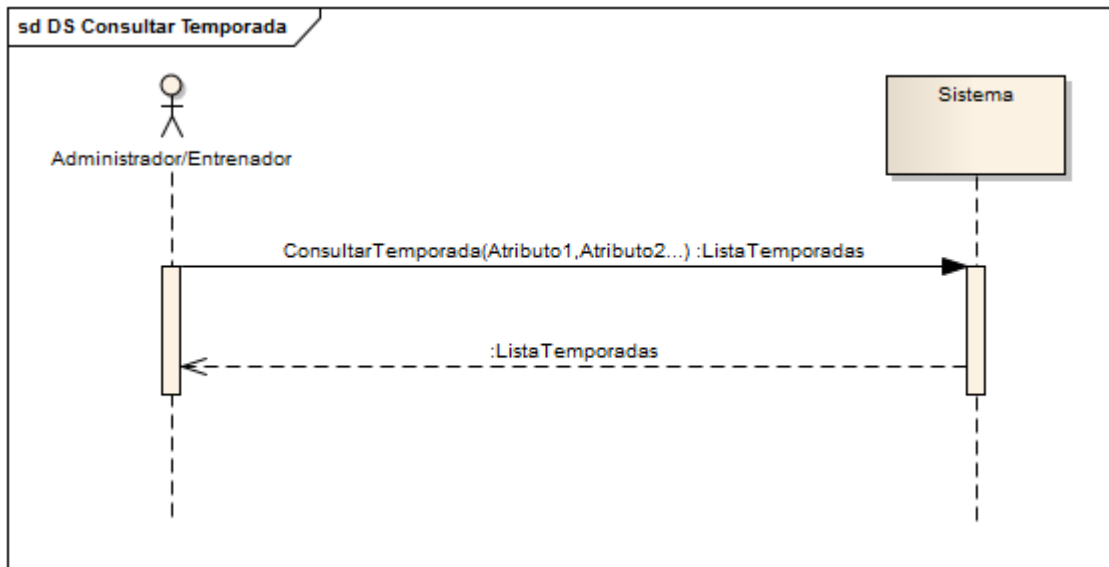 sd DS Consultar Temporada
Administrador/Entrenador
Sistema
ConsultarTemporada(Atributo1,Atributo2...) :ListaTemporadas
:ListaTemporadas